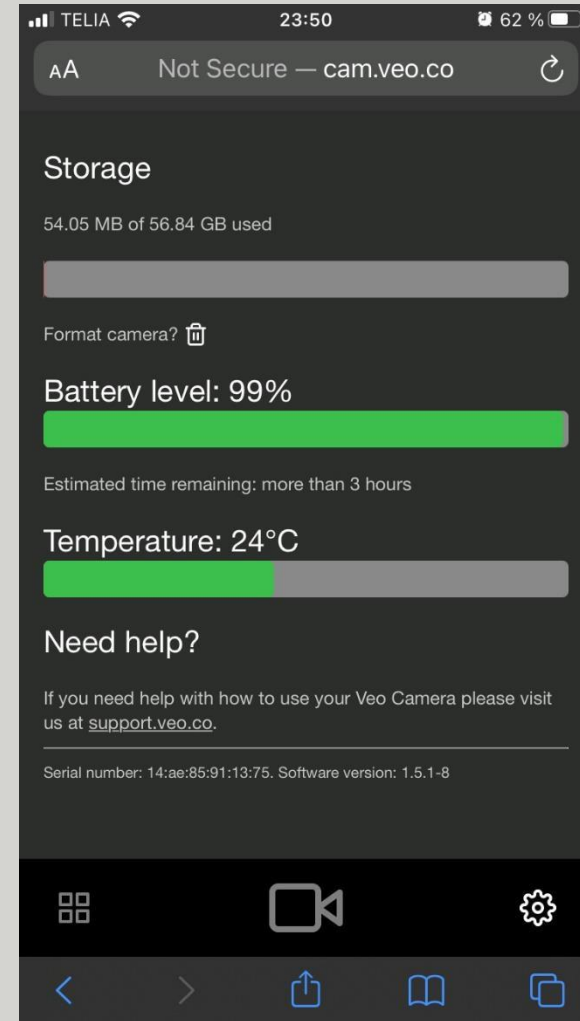 TELIA 23:50 62 %
AA Not Secure — cam.veo.co
Storage
54.05 MB of 56.84 GB used
Format camera?
Battery level: 99%
Estimated time remaining: more than 3 hours
Temperature: 24°C
Need help?
If you need help with how to use your Veo Camera please visit
us at support.veo.co.
Serial number: 14:ae:85:91:13:75. Software version: 1.5.1-8